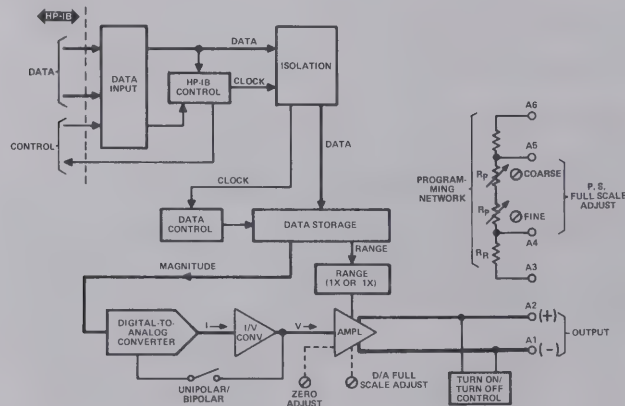 HP-IB
DATA
CONTROL
DATA
INPUT
DATA
HP-IB
CONTROL
CLOCK
ISOLATION
DATA
CLOCK
DATA
CONTROL
DATA STORAGE
RANGE
MAGNITUDE
RANGE
(1X OR 1X)
DIGITAL-TO-
ANALOG
CONVERTER
I
I/V
CONV
V
AMPL
UNIPOLAR/
BIPOLAR
ZERO
ADJUST
D/A FULL
SCALE ADJUST
TURN ON/
TURN OFF
CONTROL
A2 (+)
A1 (-)
OUTPUT
PROGRAM-
MING
NETWORK
A6
A5
RP
COARSE
RP
FINE
A4
RR
A3
P.S.
FULL SCALE
ADJUST